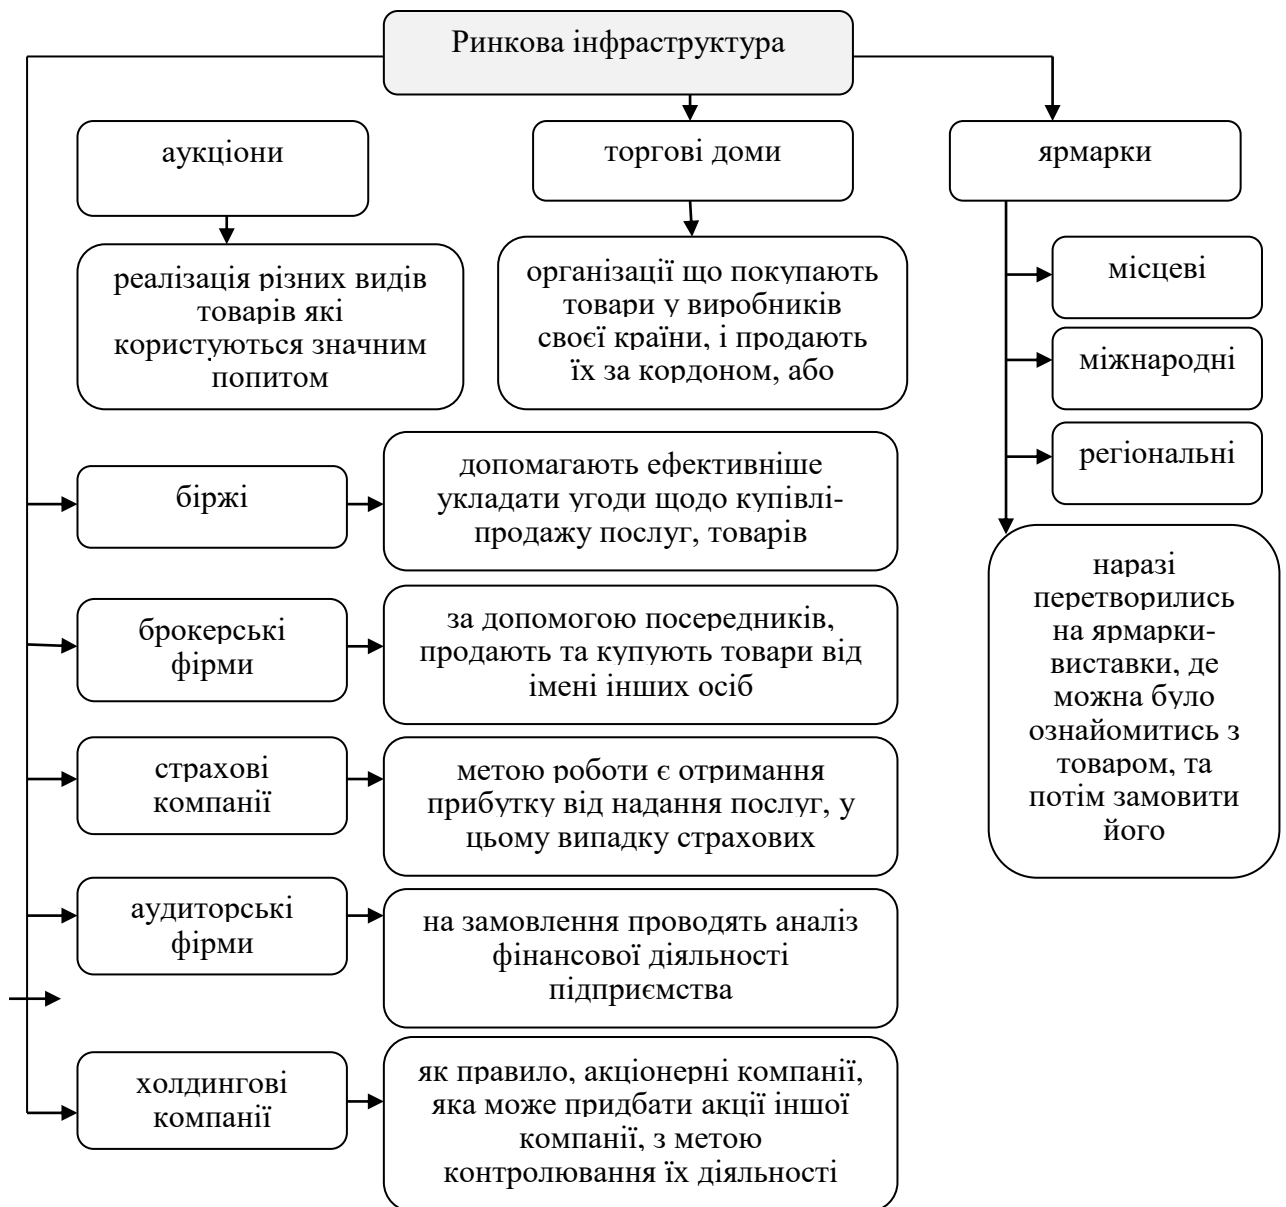 Ринкова інфраструктура
аукціони
торгові доми
ярмарки
реалізація різних видів
товарів які
користуються значним
попитом
організації що покупають
товари у виробників
своєї країни, і продають
їх за кордоном, або
місцеві
міжнародні
регіональні
наразі
перетворились
на ярмарки-
виставки, де
можна було
ознайомитись з
товаром, та
потім замовити
його
біржі
допомагають ефективніше
укладати угоди щодо купівлі-
продажу послуг, товарів
брокерські
фірми
за допомогою посередників,
продають та купують товари від
імені інших осіб
страхові
компанії
метою роботи є отримання
прибутку від надання послуг, у
цьому випадку страхових
аудиторські
фірми
на замовлення проводять аналіз
фінансової діяльності
підприємства
холдингові
компанії
як правило, акціонерні компанії,
яка може придбати акції іншої
компанії, з метою
контролювання їх діяльності